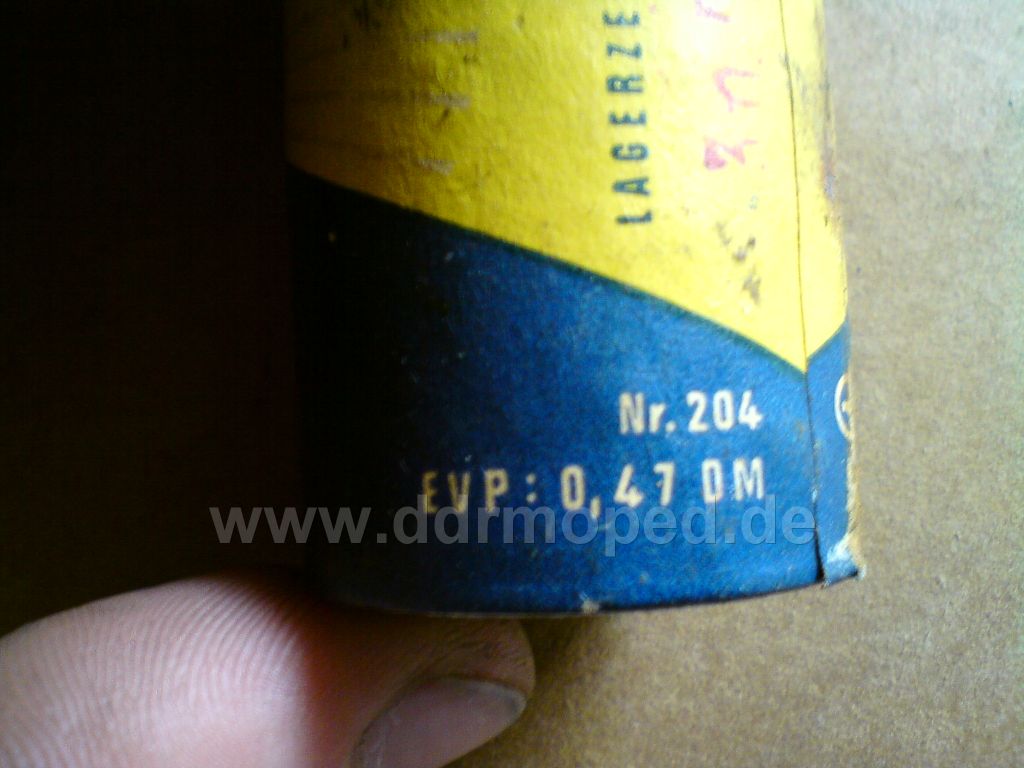 LAGERZE
Nr. 204
EVP: 0,47 DM
www.ddrmoped.de